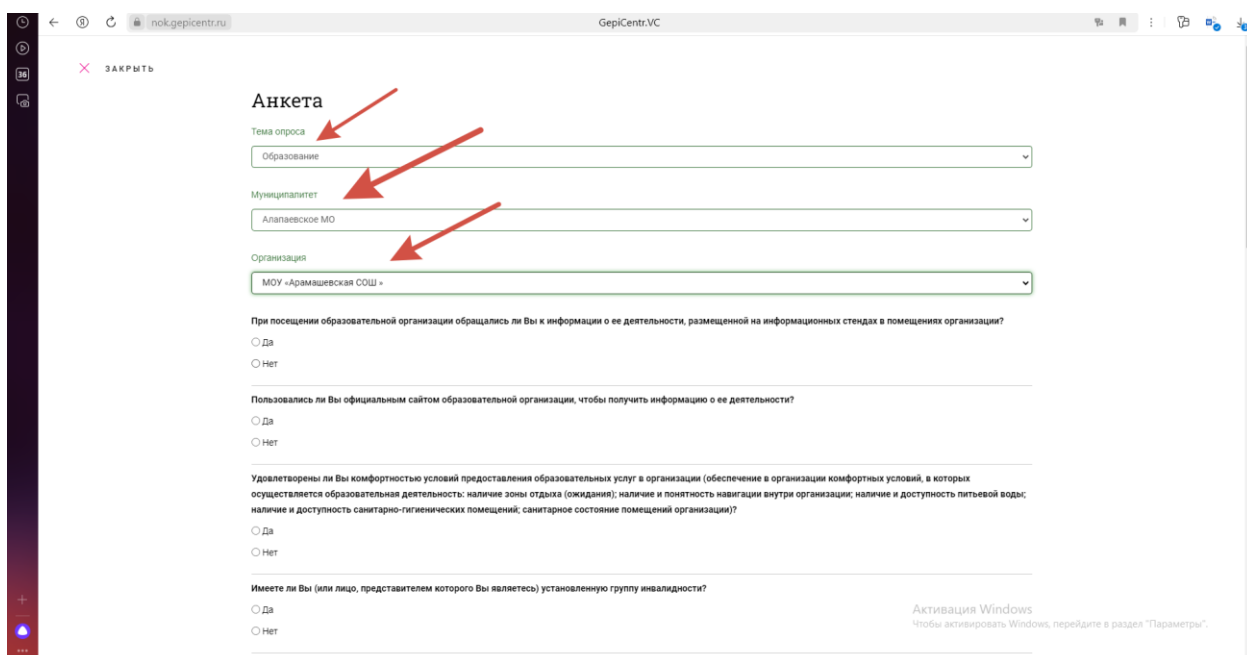 nok.gepicentr.ru
GepiCentr.VC
36
ЗАКРЫТЬ
Анкета
Тема опроса
Образование
Муниципалитет
Алапаевское МО
Организация
МОУ «Арамашевская СОШ »
При посещении образовательной организации обращались ли Вы к информации о ее деятельности, размещенной на информационных стендах в помещениях организации?
Да
Нет
Пользовались ли Вы официальным сайтом образовательной организации, чтобы получить информацию о ее деятельности?
Да
Нет
Удовлетворены ли Вы комфортностью условий предоставления образовательных услуг в организации (обеспечение в организации комфортных условий, в которых
осуществляется образовательная деятельность: наличие зоны отдыха (ожидания); наличие и понятность навигации внутри организации; наличие и доступность питьевой воды;
наличие и доступность санитарно-гигиенических помещений; санитарное состояние помещений организации)?
Да
Нет
Имеете ли Вы (или лицо, представителем которого Вы являетесь) установленную группу инвалидности?
Да
Нет
Активация Windows
Чтобы активировать Windows, перейдите в раздел "Параметры".